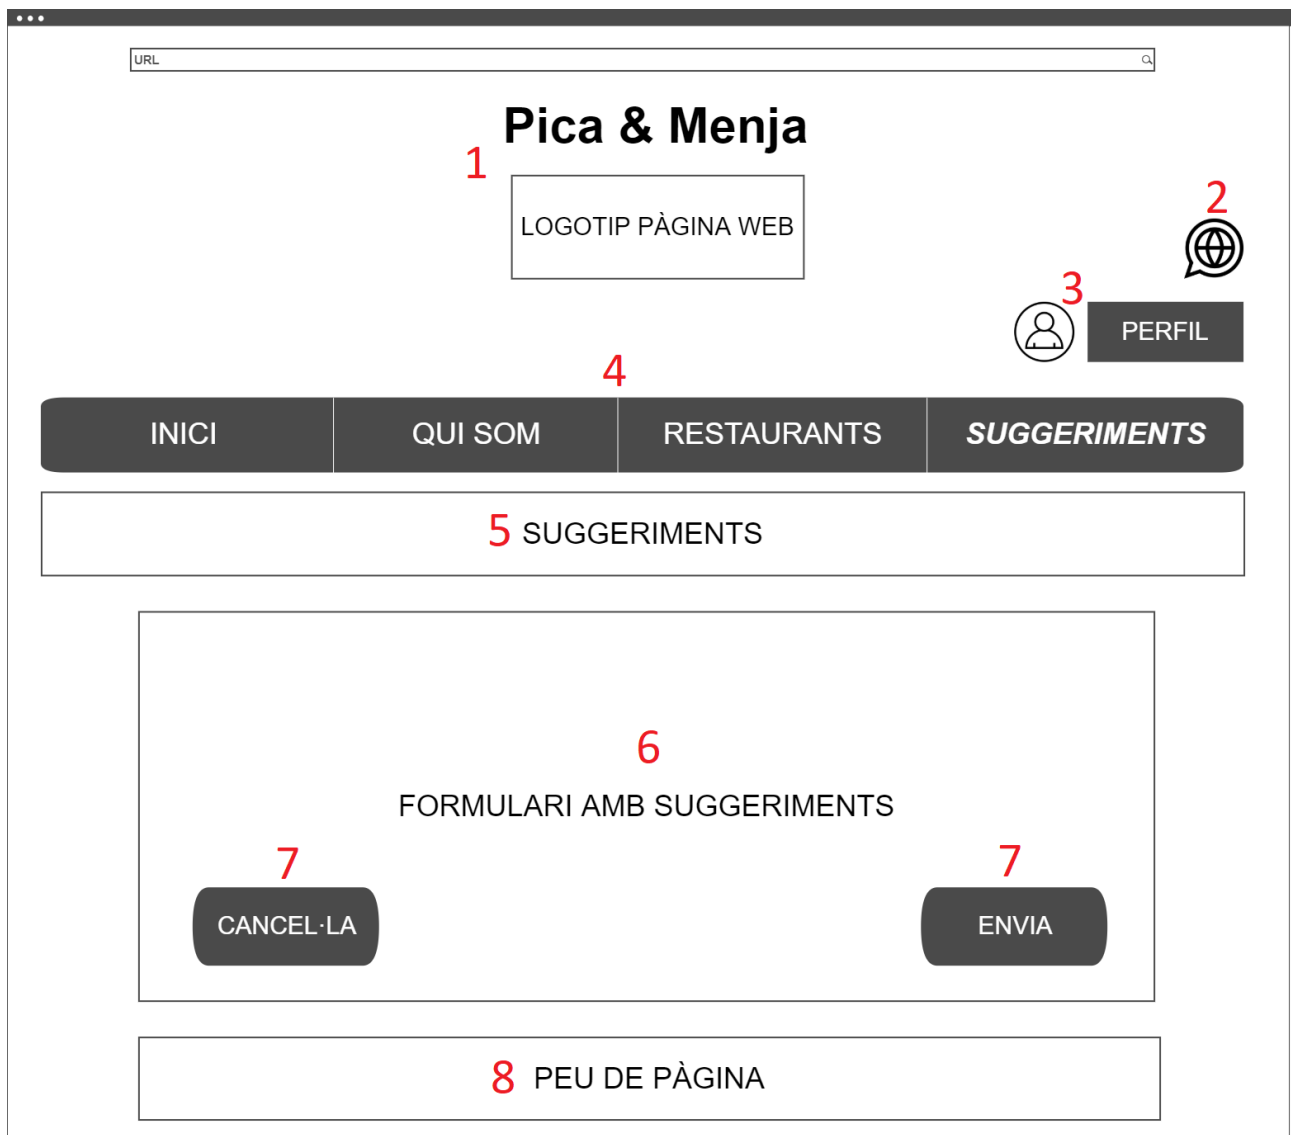 URL
Pica & Menja
1
LOGOTIP PÀGINA WEB
2
3
PERFIL
4
INICI QUI SOM RESTAURANTS SUGGERIMENTS
5 SUGGERIMENTS
6
FORMULARI AMB SUGGERIMENTS
7 7
CANCEL·LA ENVIA
8 PEU DE PÀGINA